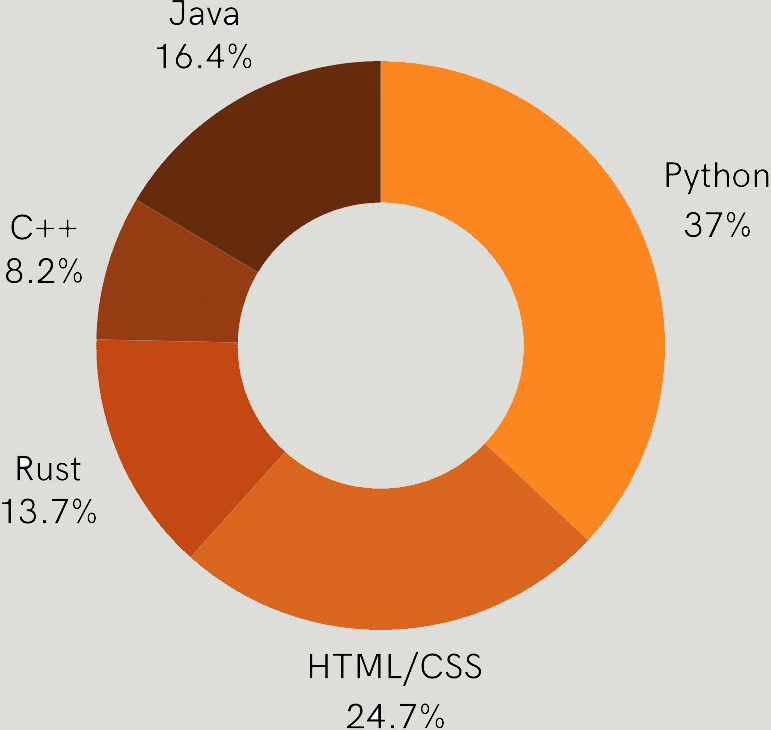 Java
16.4%
Python
37%
C++
8.2%
Rust
13.7%
HTML/CSS
24.7%